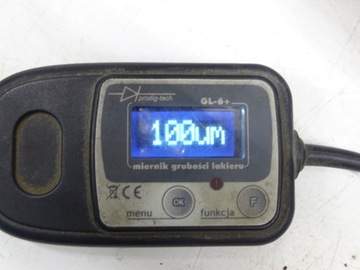 prodig-tech
GL-6+
100um
miernik grubości lakieru
CE
OK
F
menu
funkcja